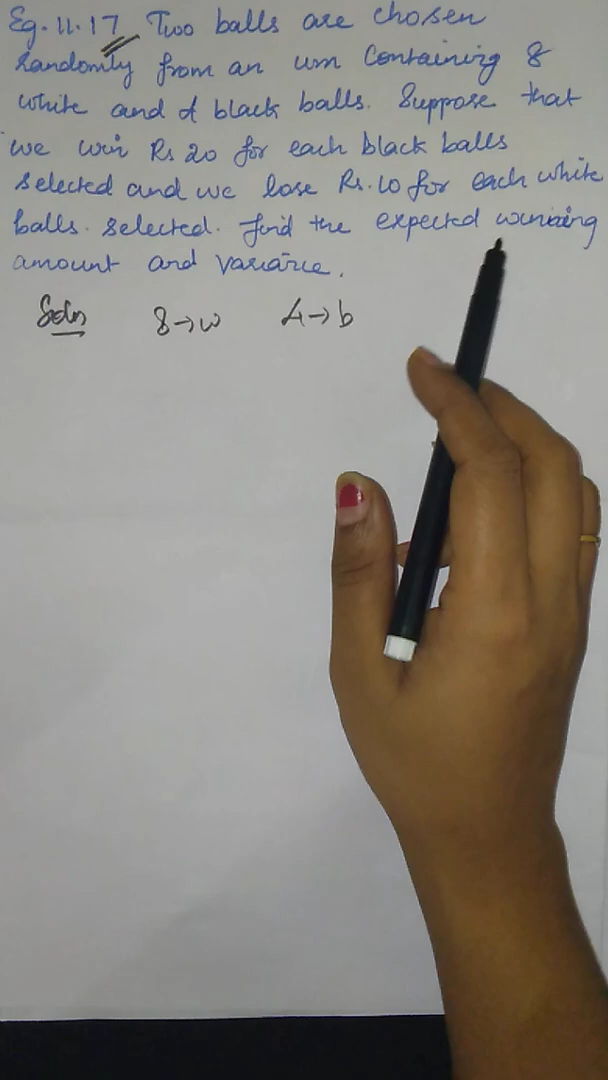 Eg. 11.17 Two balls are chosen
randomly from an urn containing 8
white and 4 black balls. Suppose that
we win Rs 20 for each black balls
selected and we lose Rs.10 for each white
balls. selected. find the expected winning
amount and variance.
Soln 8→w 4→b